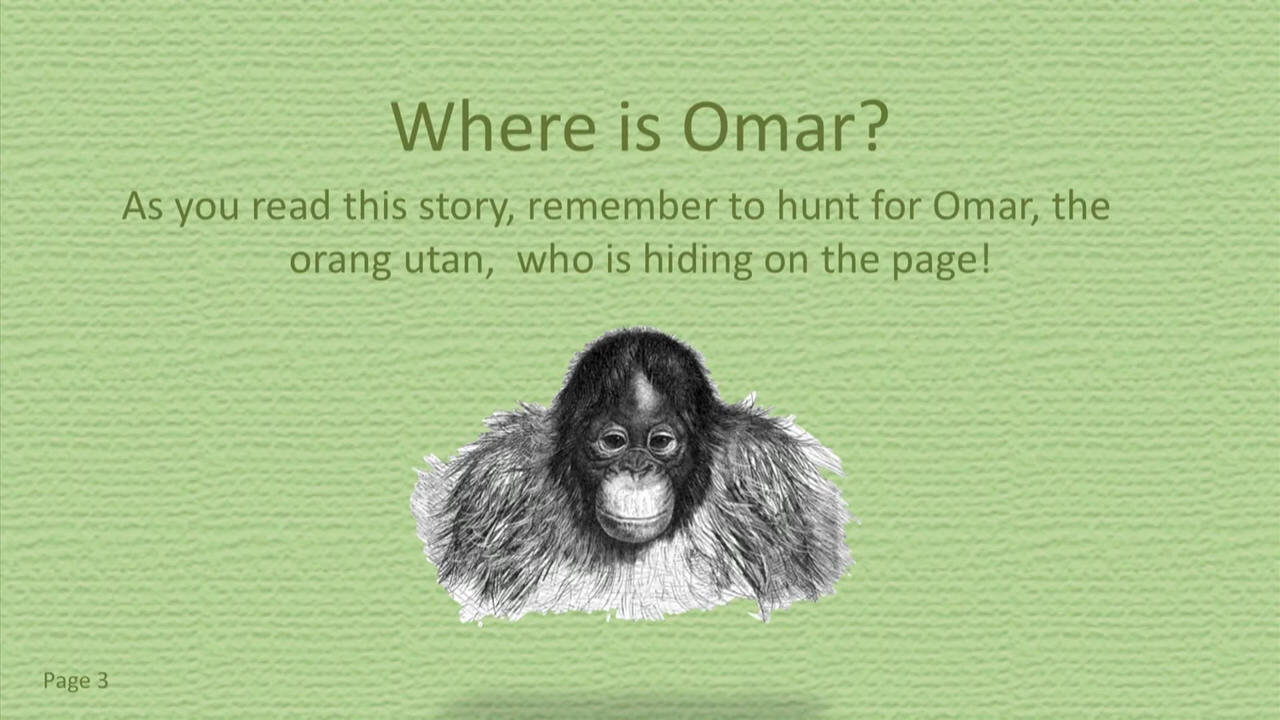 Where is Omar?
As you read this story, remember to hunt for Omar, the
orang utan,  who is hiding on the page!
Page 3